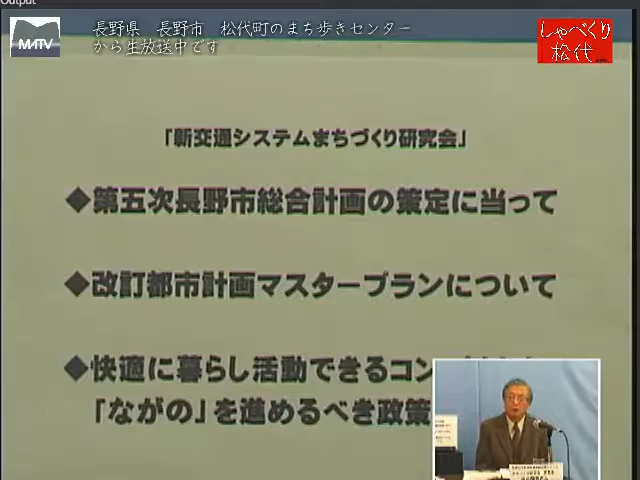 Output
MATV
長野県 長野市 松代町のまち歩きセンター
から生放送中です
しゃべくり
松代
「新交通システムまちづくり研究会」
◆第五次長野市総合計画の策定に当って
◆改訂都市計画マスタープランについて
◆快適に暮らし活動できるコン
「ながの」を進めるべき政策